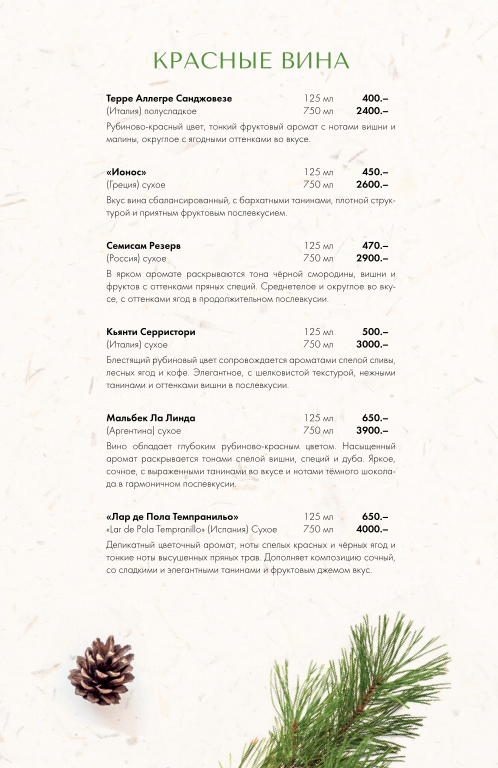 КРАСНЫЕ ВИНА
Терре Аллегре Санджовезе 125 мл 400.–
(Италия) полусладкое 750 мл 2400.–
Рубиново-красный цвет, тонкий фруктовый аромат с нотами вишни и
малины, округлое с ягодными оттенками во вкусе.
«Ионос» 125 мл 450.–
(Греция) сухое 750 мл 2600.–
Вкус вина сбалансированный, с бархатными танинами, плотной струк-
турой и приятным фруктовым послевкусием.
Семисам Резерв 125 мл 470.–
(Россия) сухое 750 мл 2900.–
В ярком аромате раскрываются тона чёрной смородины, вишни и
фруктов с оттенками пряных специй. Среднетелое и округлое во вку-
се, с оттенками ягод в продолжительном послевкусии.
Кьянти Серристори 125 мл 500.–
(Италия) сухое 750 мл 3000.–
Блестящий рубиновый цвет сопровождается ароматами спелой сливы,
лесных ягод и кофе. Элегантное, с шелковистой текстурой, нежными
танинами и оттенками вишни в послевкусии.
Мальбек Ла Линда 125 мл 650.–
(Аргентина) сухое 750 мл 3900.–
Вино обладает глубоким рубиново-красным цветом. Насыщенный
аромат раскрывается тонами спелой вишни, специй и дуба. Яркое,
сочное, с выраженными танинами во вкусе и нотами тёмного шокола-
да в гармоничном послевкусии.
«Лар де Пола Темпранильо» 125 мл 650.–
«Lar de Pola Tempranillo» (Испания) Сухое 750 мл 4000.–
Деликатный цветочный аромат, ноты спелых красных и чёрных ягод и
тонкие ноты высушенных пряных трав. Дополняет композицию сочный,
со сладкими и элегантными танинами и фруктовым джемом вкус.